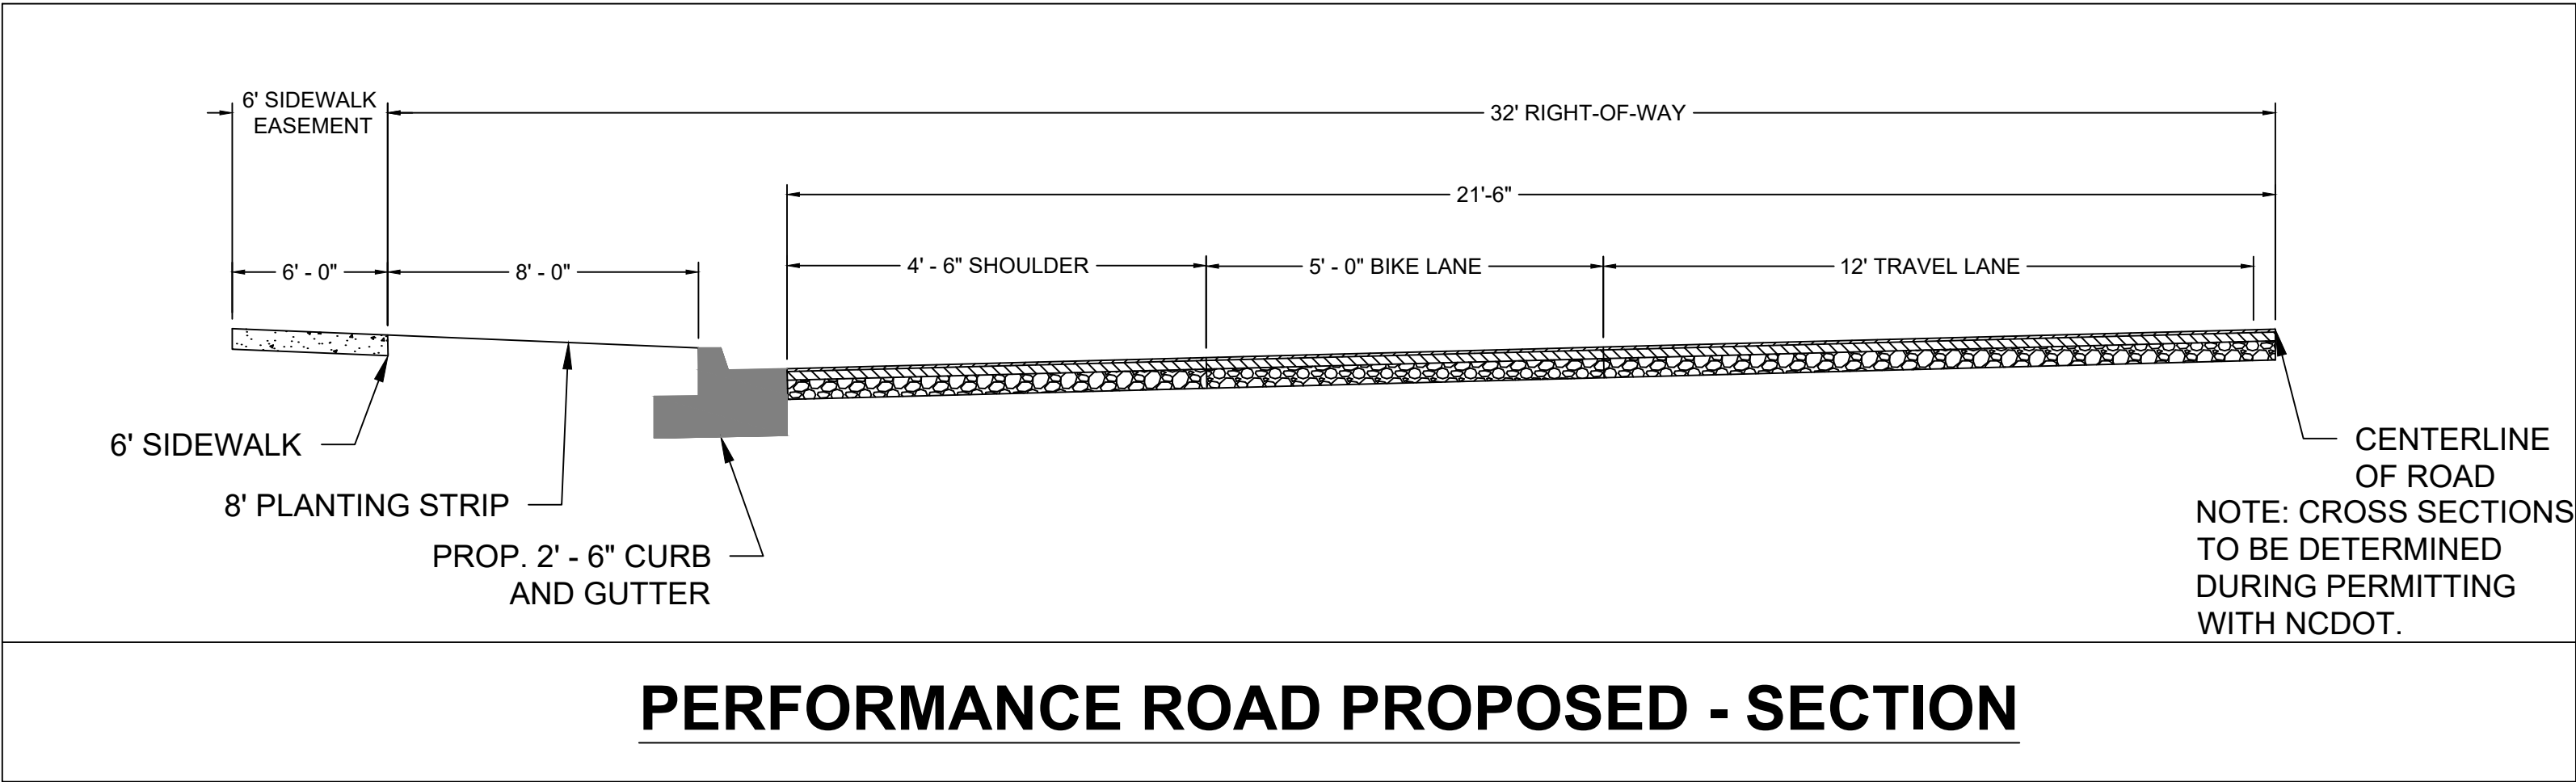 6' SIDEWALK
EASEMENT
32' RIGHT-OF-WAY
21'-6"
6' - 0"
8' - 0"
4' - 6" SHOULDER
5' - 0" BIKE LANE
12' TRAVEL LANE
6' SIDEWALK
8' PLANTING STRIP
PROP. 2' - 6" CURB
AND GUTTER
CENTERLINE
OF ROAD
NOTE: CROSS SECTIONS
TO BE DETERMINED
DURING PERMITTING
WITH NCDOT.
PERFORMANCE ROAD PROPOSED - SECTION